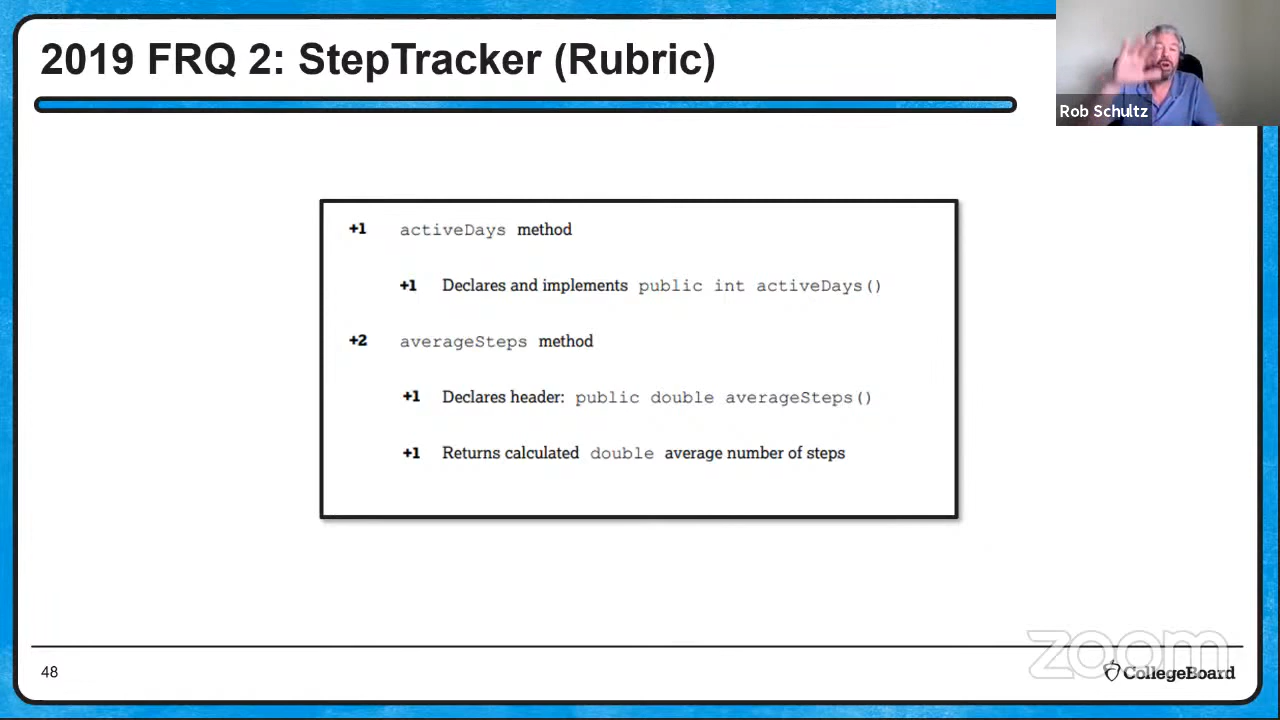 2019 FRQ 2: StepTracker (Rubric)
Rob Schultz
+1 activeDays method
+1 Declares and implements public int activeDays()
+2 averageSteps method
+1 Declares header: public double averageSteps()
+1 Returns calculated double average number of steps
zoom
48
CollegeBoard